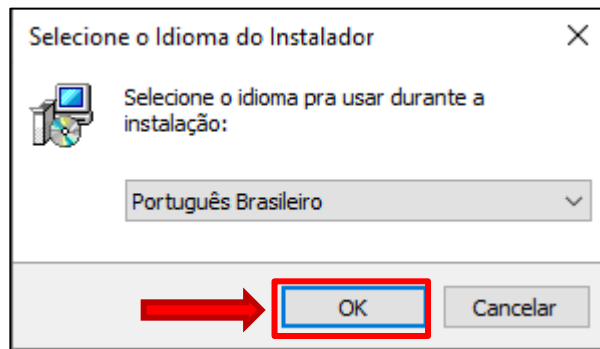 Selecione o Idioma do Instalador
Selecione o idioma pra usar durante a
instalação:
Português Brasileiro
OK
Cancelar